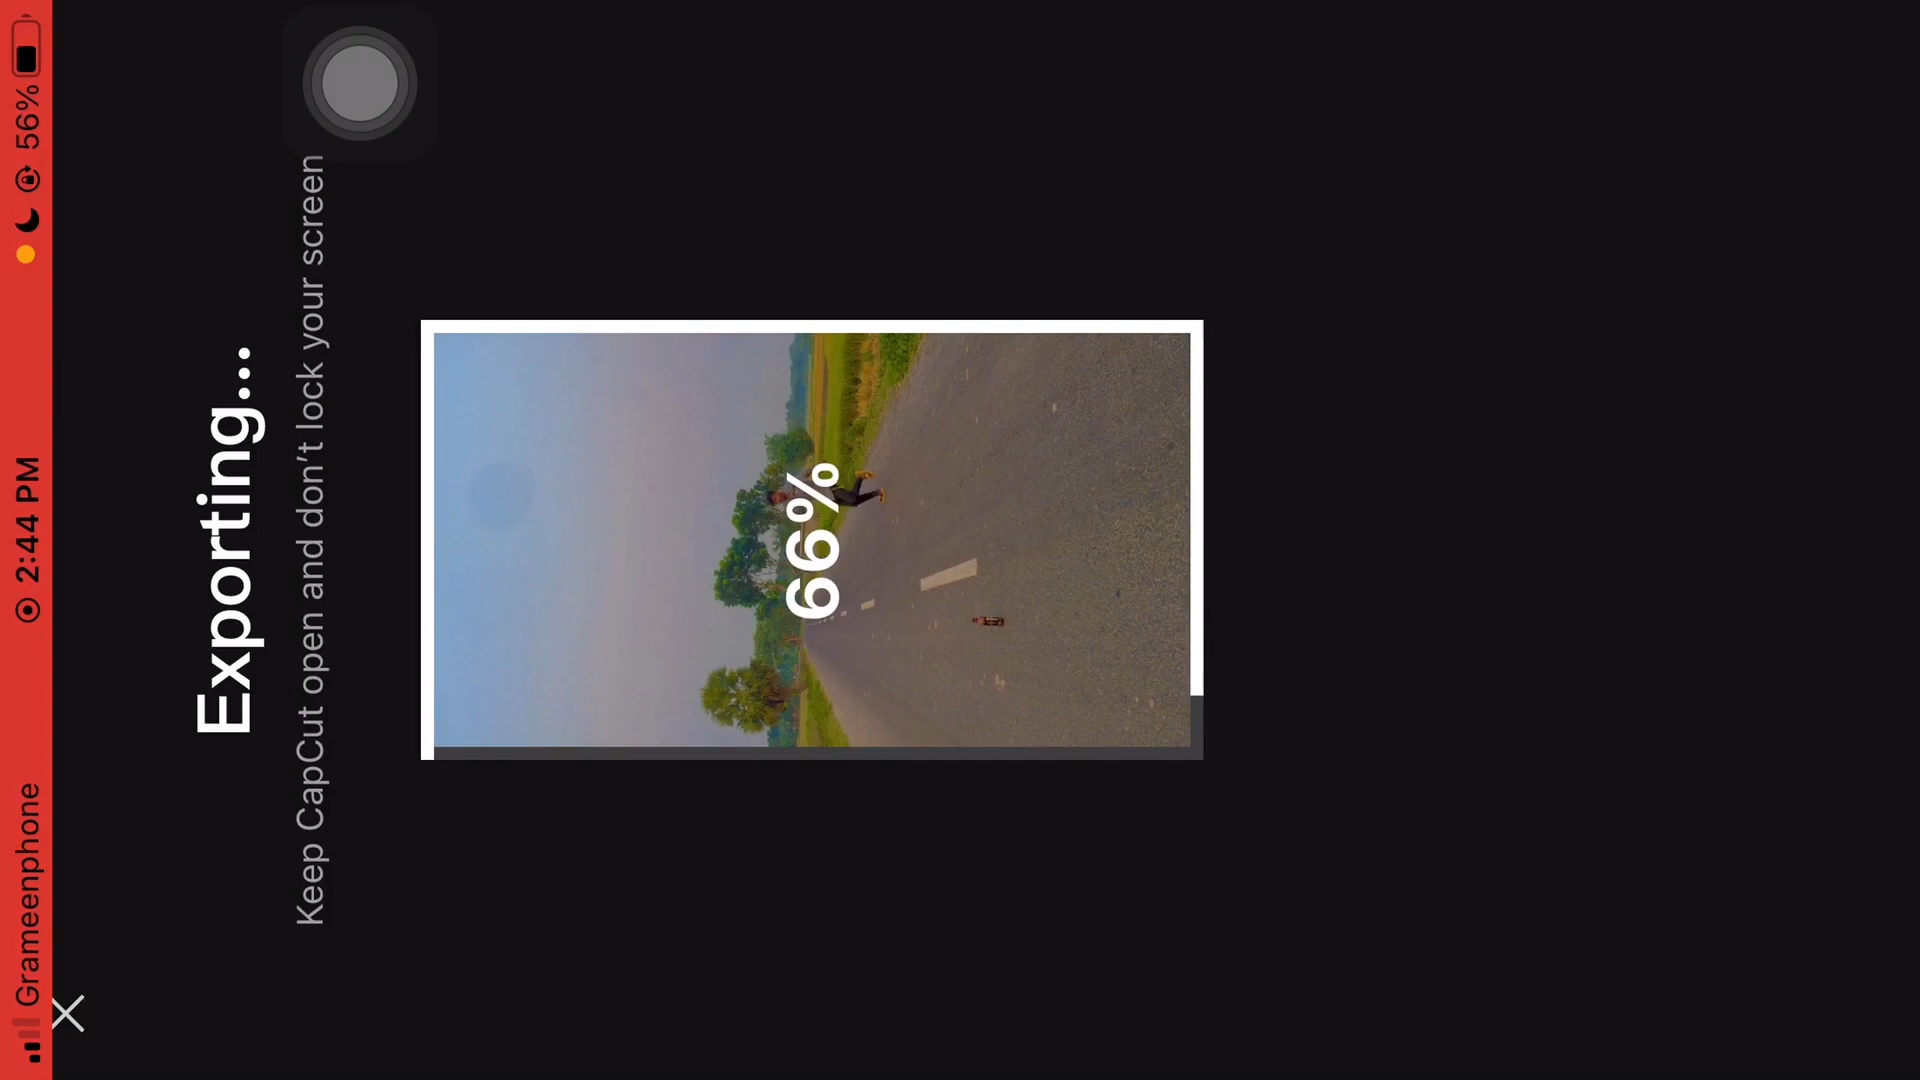 Grameenphone 2:44 PM 56%
Exporting...
Keep CapCut open and don't lock your screen
66%